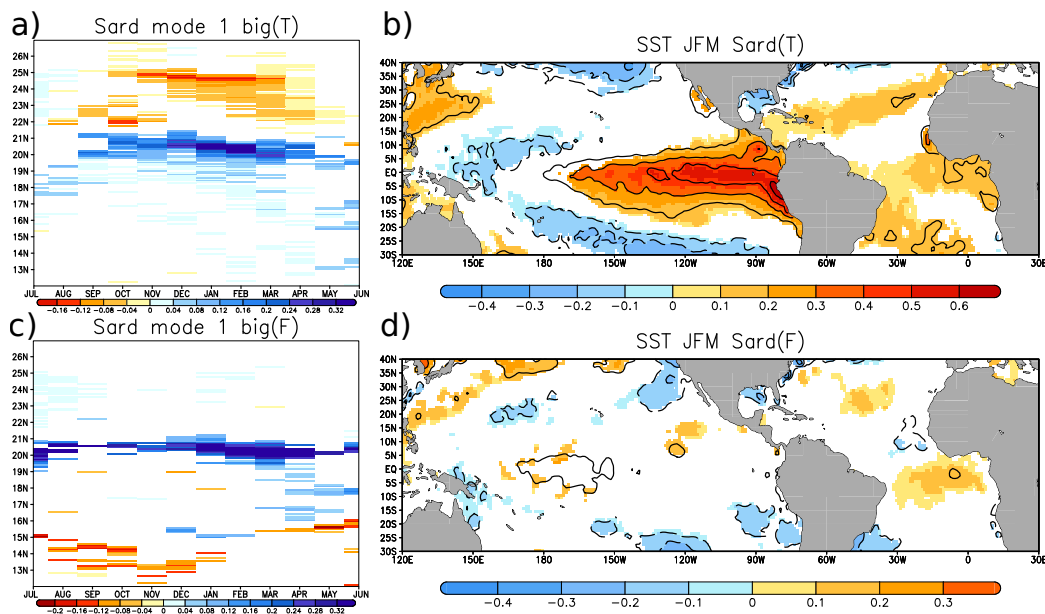 a)
Sard mode 1 big(T)
26N
25N
24N
23N
22N
21N
20N
19N
18N
17N
16N
15N
14N
13N
JUL AUG SEP OCT NOV DEC JAN FEB MAR APR MAY JUN
-0.16 -0.12 -0.08 -0.04 0 0.04 0.08 0.12 0.16 0.2 0.24 0.28 0.32
b)
SST JFM Sard(T)
40N
35N
30N
25N
20N
15N
10N
5N
EQ
5S
10S
15S
20S
25S
30S
120E 150E 180 150W 120W 90W 60W 30W 0 30E
-0.4 -0.3 -0.2 -0.1 0 0.1 0.2 0.3 0.4 0.5 0.6
c)
Sard mode 1 big(F)
26N
25N
24N
23N
22N
21N
20N
19N
18N
17N
16N
15N
14N
13N
JUL AUG SEP OCT NOV DEC JAN FEB MAR APR MAY JUN
-0.2 -0.16 -0.12 -0.08 -0.04 0 0.04 0.08 0.12 0.16 0.2 0.24 0.28 0.32
d)
SST JFM Sard(F)
40N
35N
30N
25N
20N
15N
10N
5N
EQ
5S
10S
15S
20S
25S
30S
120E 150E 180 150W 120W 90W 60W 30W 0 30E
-0.4 -0.3 -0.2 -0.1 0 0.1 0.2 0.3